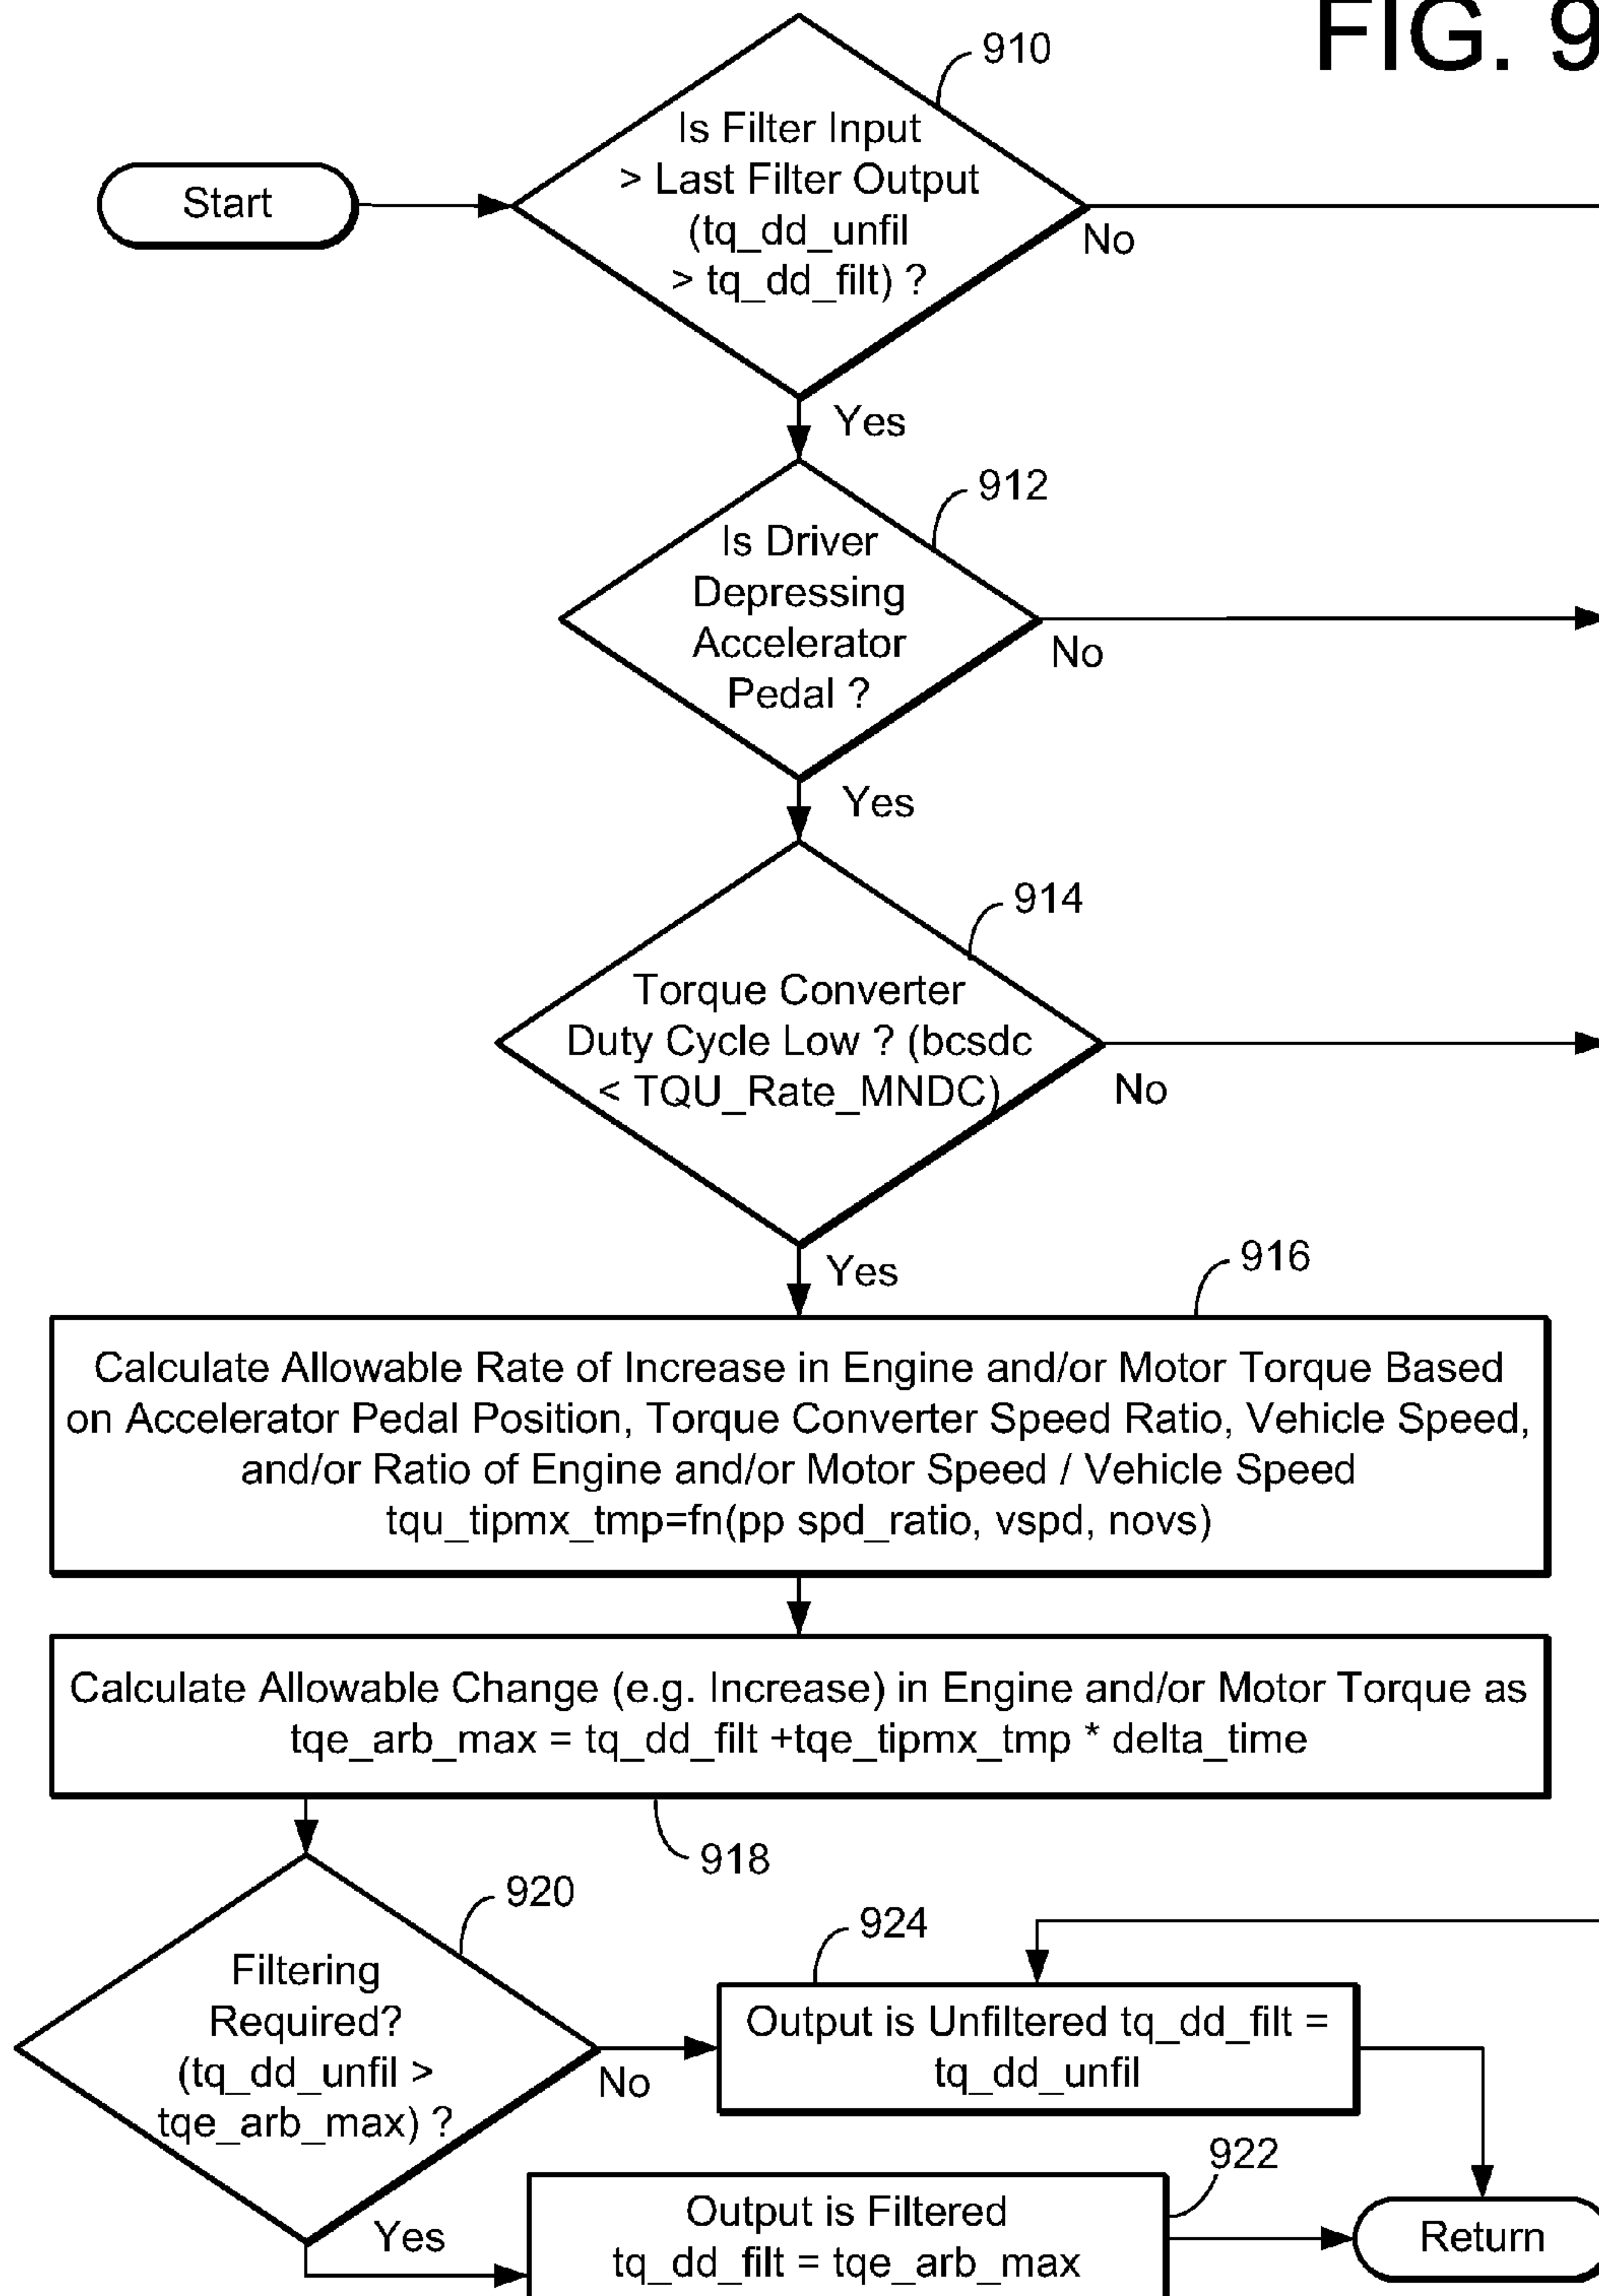 FIG. 9
910
Is Filter Input
> Last Filter Output
(tq_dd_unfil
> tq_dd_filt) ?
Start
No
Yes
912
Is Driver
Depressing
Accelerator
Pedal ?
No
Yes
914
Torque Converter
Duty Cycle Low ? (bcsdc
< TQU_Rate_MNDC)
No
Yes
916
Calculate Allowable Rate of Increase in Engine and/or Motor Torque Based
on Accelerator Pedal Position, Torque Converter Speed Ratio, Vehicle Speed,
and/or Ratio of Engine and/or Motor Speed / Vehicle Speed
tqu_tipmx_tmp=fn(pp spd_ratio, vspd, novs)
Calculate Allowable Change (e.g. Increase) in Engine and/or Motor Torque as
tqe_arb_max = tq_dd_filt +tqe_tipmx_tmp * delta_time
918
920
Filtering
Required?
(tq_dd_unfil >
tqe_arb_max) ?
No
Yes
924
Output is Unfiltered tq_dd_filt =
tq_dd_unfil
922
Output is Filtered
tq_dd_filt = tqe_arb_max
Return